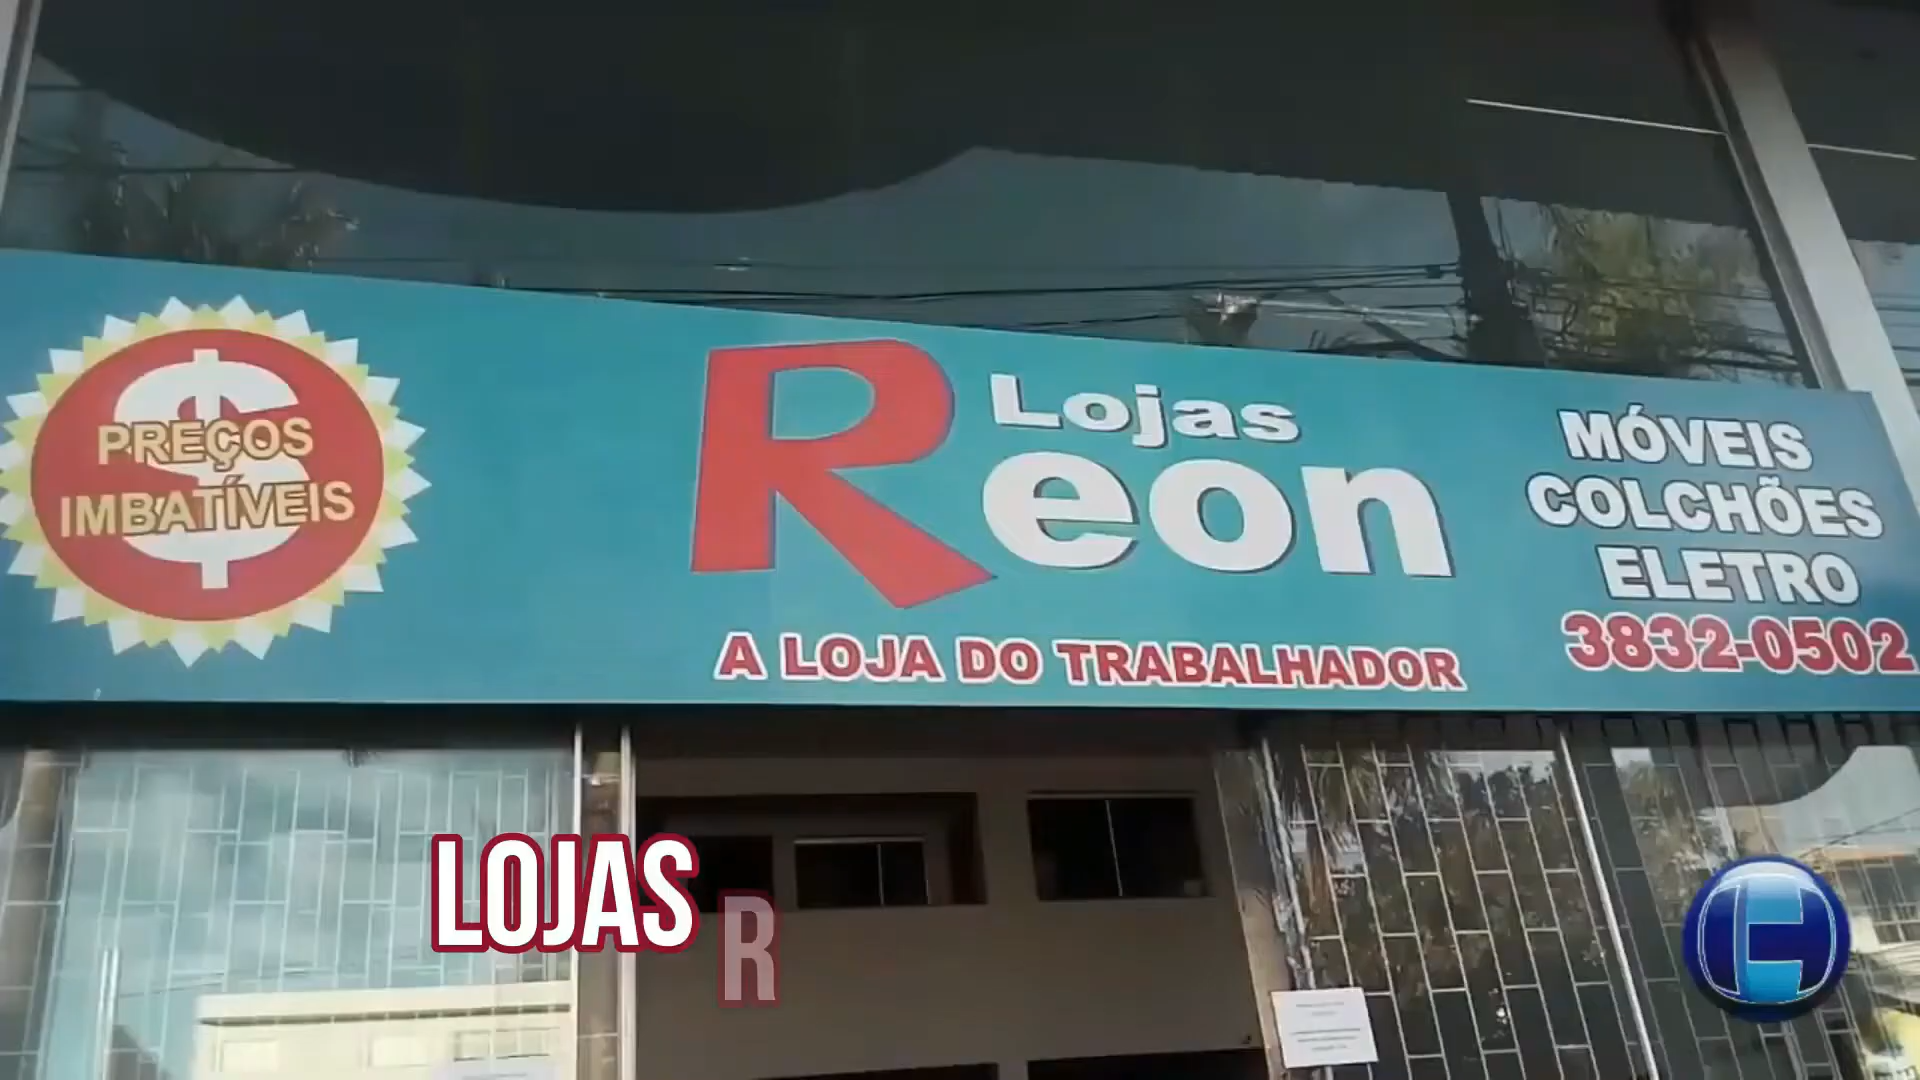 PREÇOS
IMBATÍVEIS
Lojas
Reon
A LOJA DO TRABALHADOR
MÓVEIS
COLCHÕES
ELETRO
3832-0502
LOJAS
R